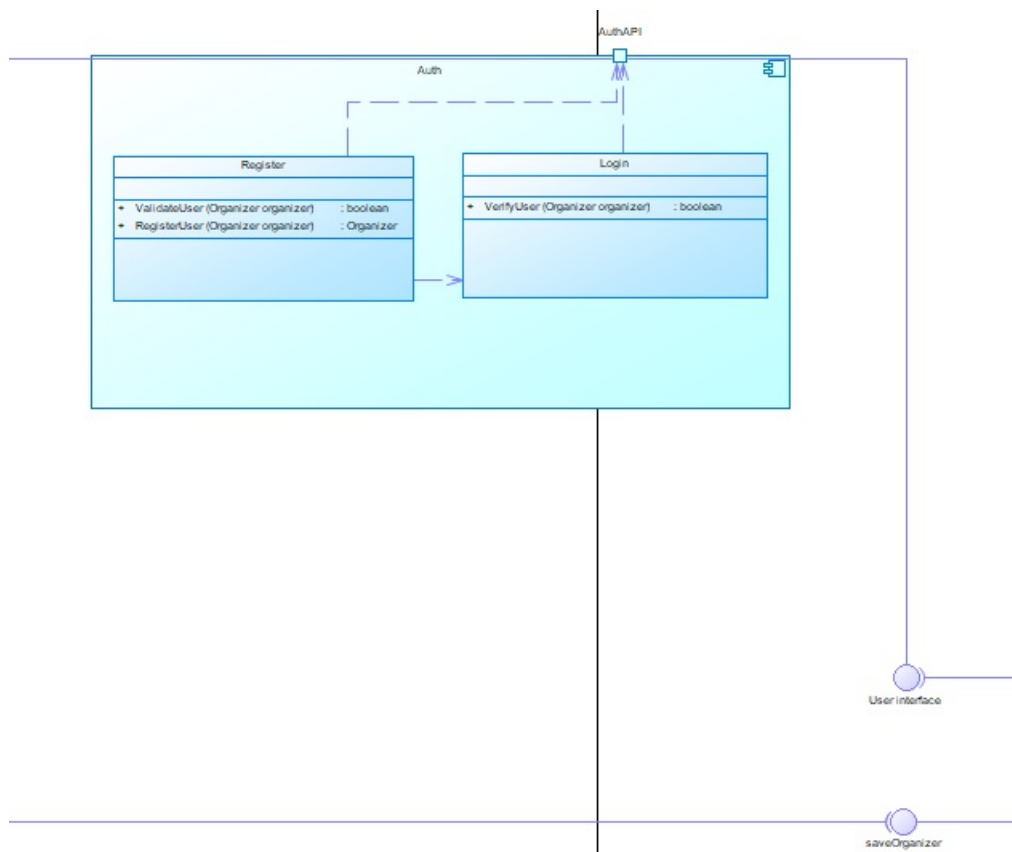 AuthAPI
Auth
Register
+ ValidateUser (Organizer organizer) : boolean
+ RegisterUser (Organizer organizer) : Organizer
Login
+ VerifyUser (Organizer organizer) : boolean
User interface
saveOrganizer